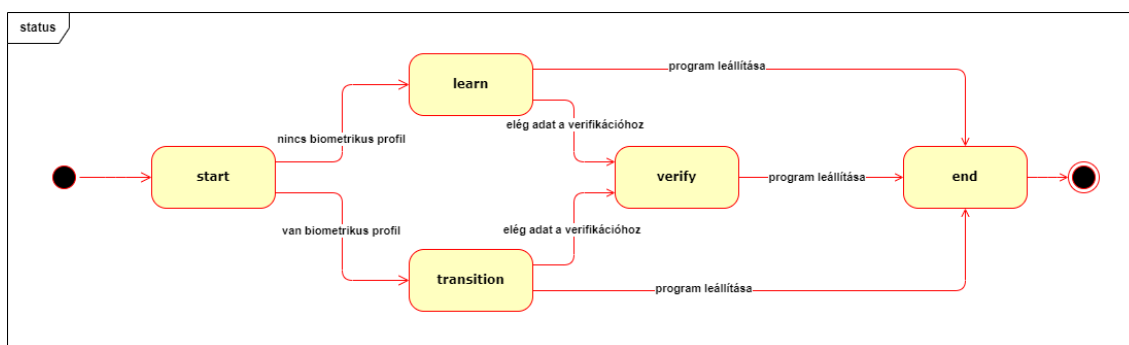 status
learn
program leállítása
nincs biometrikus profil
elég adat a verifikációhoz
start
verify
program leállítása
end
van biometrikus profil
elég adat a verifikációhoz
transition
program leállítása